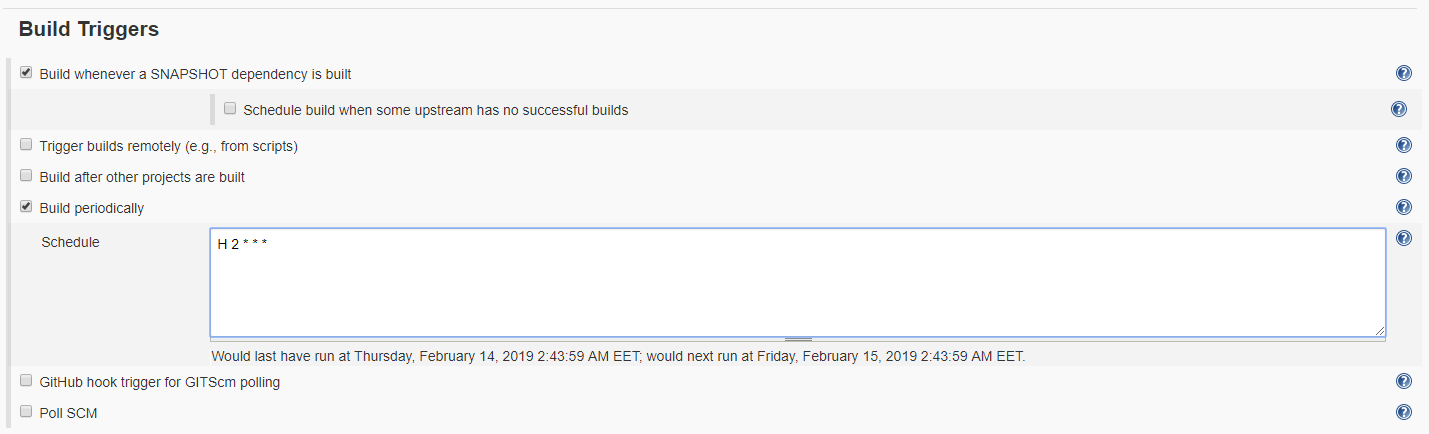 Build Triggers
Build whenever a SNAPSHOT dependency is built
Schedule build when some upstream has no successful builds
Trigger builds remotely (e.g., from scripts)
Build after other projects are built
Build periodically
Schedule
H 2 * * *
Would last have run at Thursday, February 14, 2019 2:43:59 AM EET; would next run at Friday, February 15, 2019 2:43:59 AM EET.
GitHub hook trigger for GITScm polling
Poll SCM